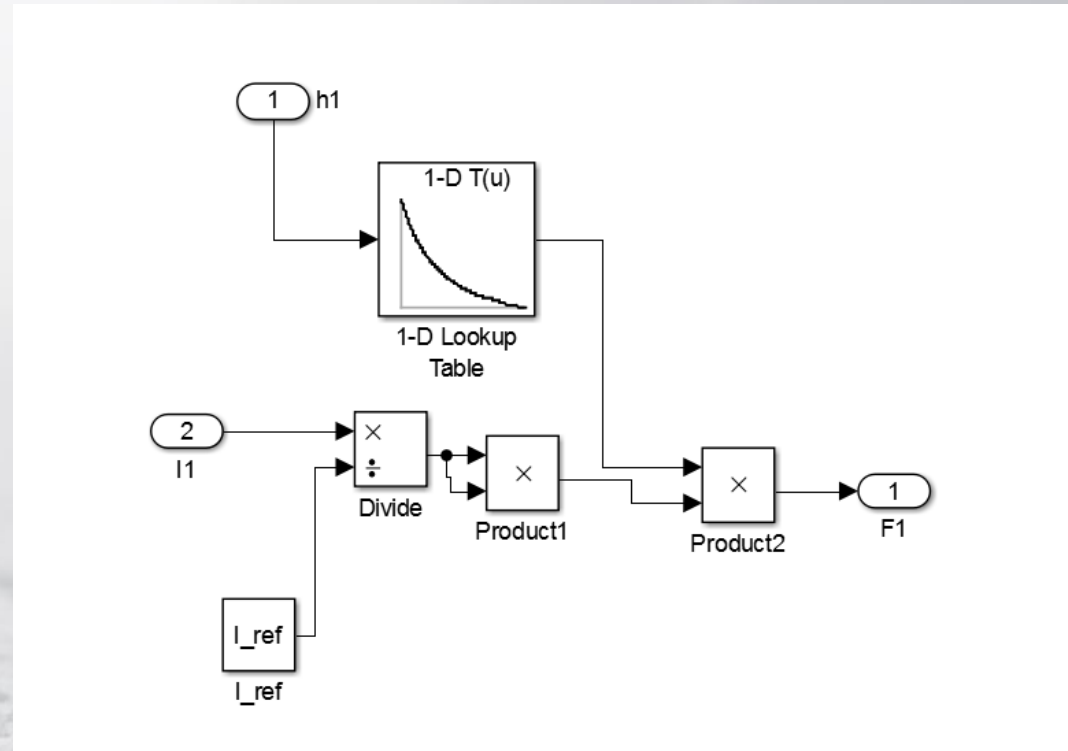 1
h1
1-D T(u)
1-D Lookup
Table
2
I1
×
÷
Divide
×
Product1
×
Product2
1
F1
I_ref
I_ref